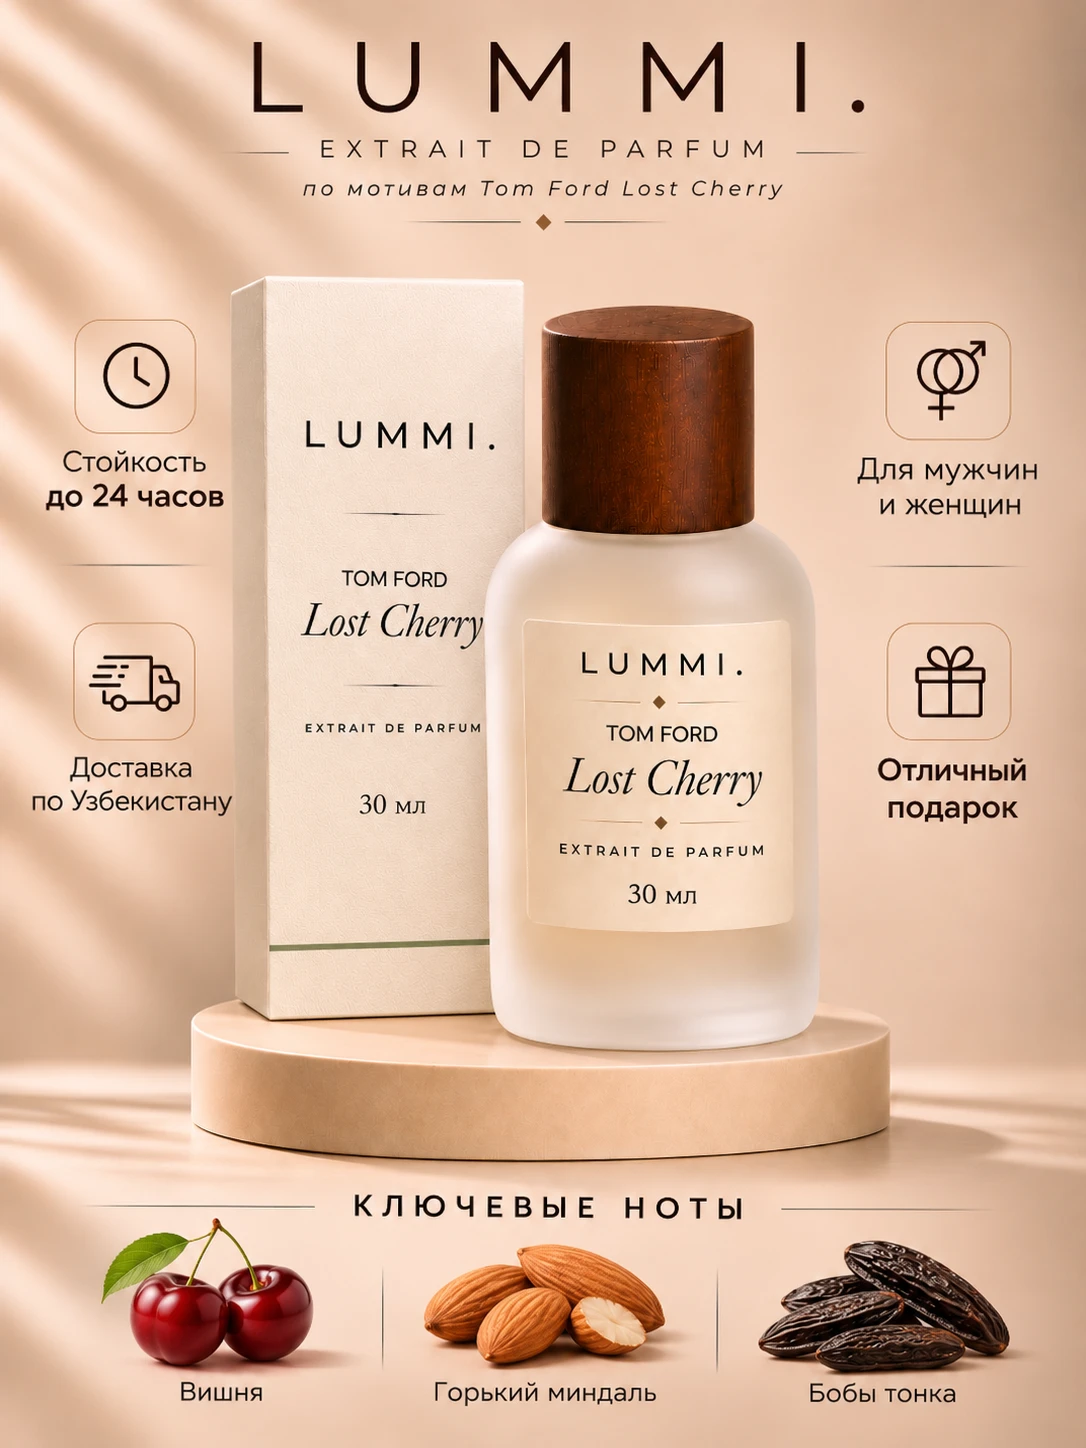 LUMMI.
EXTRAIT DE PARFUM
по мотивам Tom Ford Lost Cherry
Стойкость
до 24 часов
Доставка
по Узбекистану
LUMMI.
TOM FORD
Lost Cherry
EXTRAIT DE PARFUM
30 мл
LUMMI.
TOM FORD
Lost Cherry
EXTRAIT DE PARFUM
30 мл
Для мужчин
и женщин
Отличный
подарок
КЛЮЧЕВЫЕ НОТЫ
Вишня
Горький миндаль
Бобы тонка